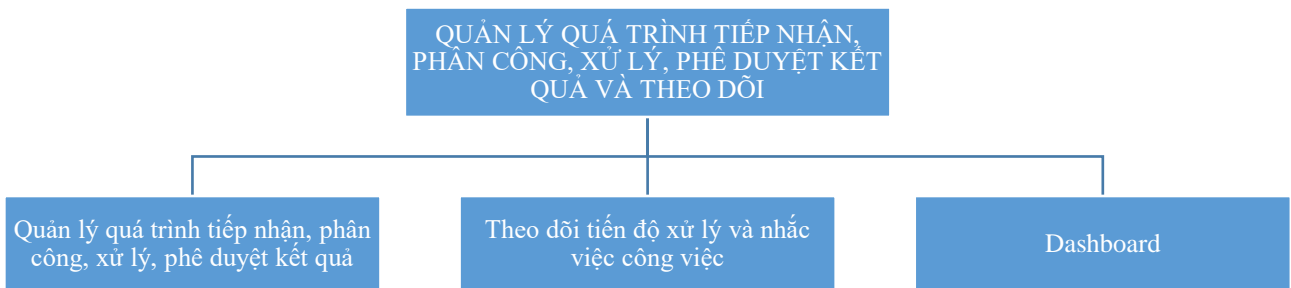 QUẢN LÝ QUÁ TRÌNH TIẾP NHẬN,
PHÂN CÔNG, XỬ LÝ, PHÊ DUYỆT KẾT
QUẢ VÀ THEO DÕI
Quản lý quá trình tiếp nhận, phân
công, xử lý, phê duyệt kết quả
Theo dõi tiến độ xử lý và nhắc
việc công việc
Dashboard